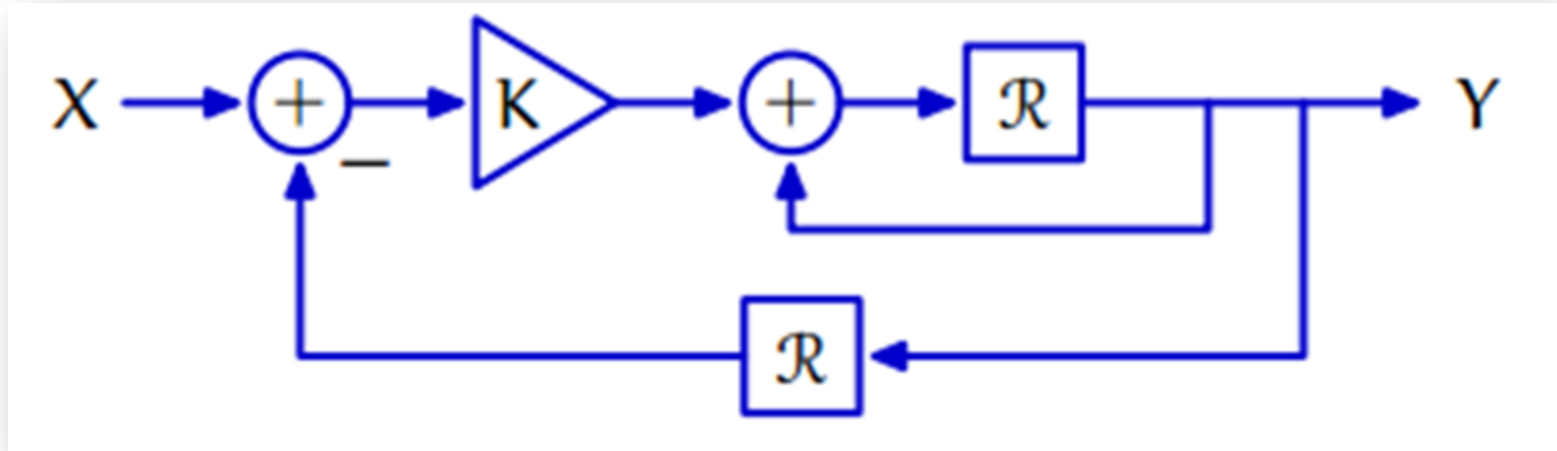 X + K + ℛ Y
−
ℛ